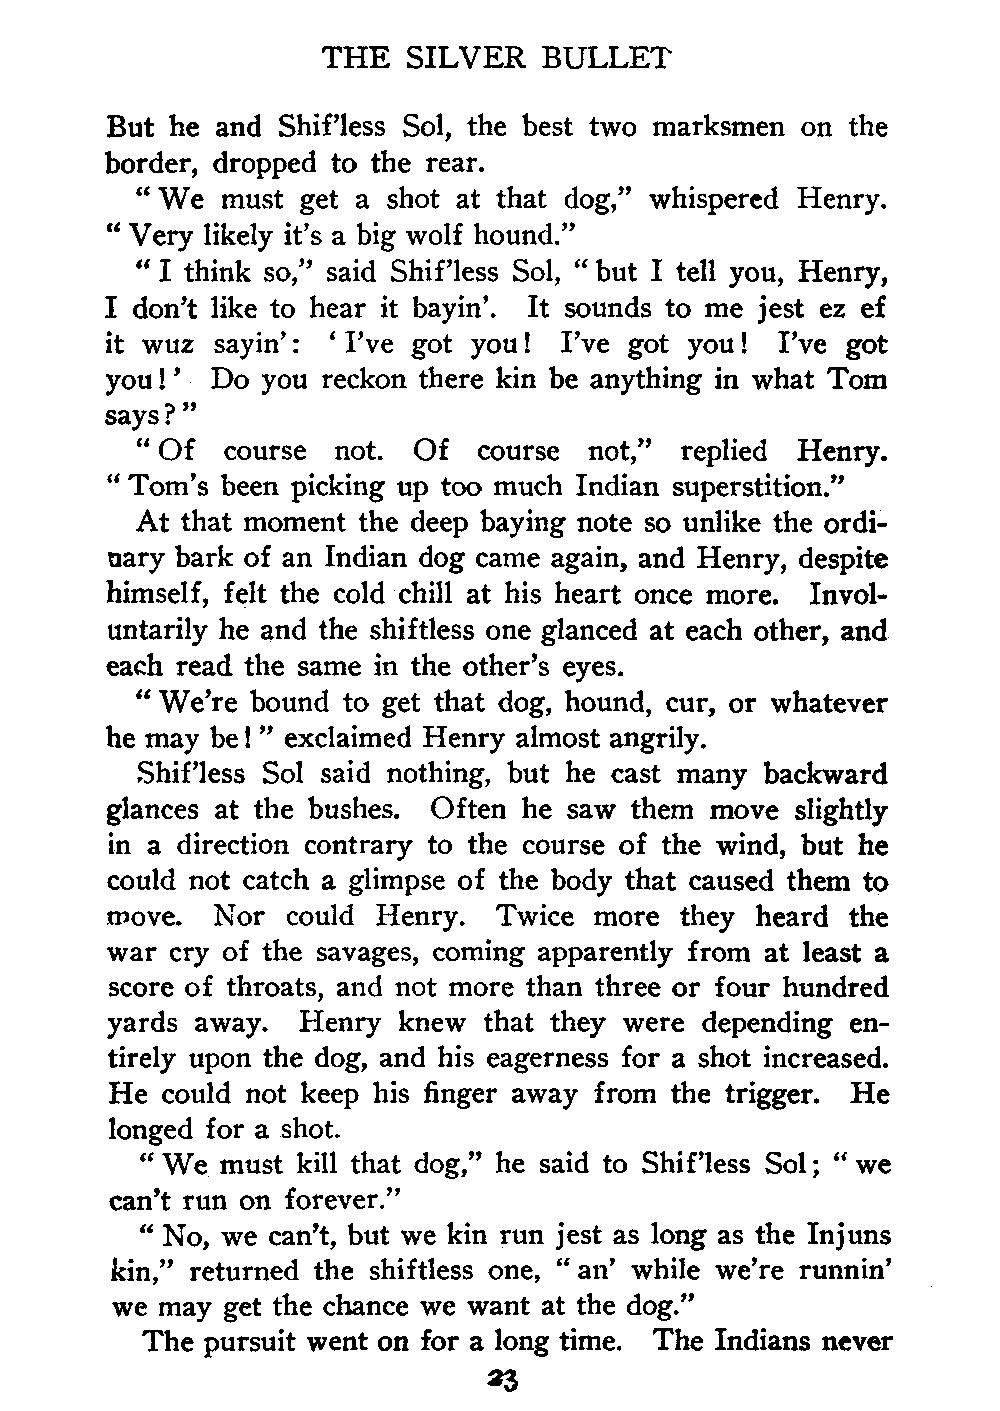 THE SILVER BULLET
But he and Shif'less Sol, the best two marksmen on the
border, dropped to the rear.
“ We must get a shot at that dog,” whispered Henry.
“ Very likely it's a big wolf hound.”
“ I think so,” said Shif'less Sol, “ but I tell you, Henry,
I don't like to hear it bayin'. It sounds to me jest ez ef
it wuz sayin': ‘ I've got you! I've got you! I've got
you!’ Do you reckon there kin be anything in what Tom
says?”
“ Of course not. Of course not,” replied Henry.
“ Tom's been picking up too much Indian superstition.”
At that moment the deep baying note so unlike the ordi-
nary bark of an Indian dog came again, and Henry, despite
himself, felt the cold chill at his heart once more. Invol-
untarily he and the shiftless one glanced at each other, and
each read the same in the other's eyes.
“ We're bound to get that dog, hound, cur, or whatever
he may be!” exclaimed Henry almost angrily.
Shif'less Sol said nothing, but he cast many backward
glances at the bushes. Often he saw them move slightly
in a direction contrary to the course of the wind, but he
could not catch a glimpse of the body that caused them to
move. Nor could Henry. Twice more they heard the
war cry of the savages, coming apparently from at least a
score of throats, and not more than three or four hundred
yards away. Henry knew that they were depending en-
tirely upon the dog, and his eagerness for a shot increased.
He could not keep his finger away from the trigger. He
longed for a shot.
“ We must kill that dog,” he said to Shif'less Sol; “ we
can't run on forever.”
“ No, we can't, but we kin run jest as long as the Injuns
kin,” returned the shiftless one, “ an' while we're runnin'
we may get the chance we want at the dog.”
The pursuit went on for a long time. The Indians never
23